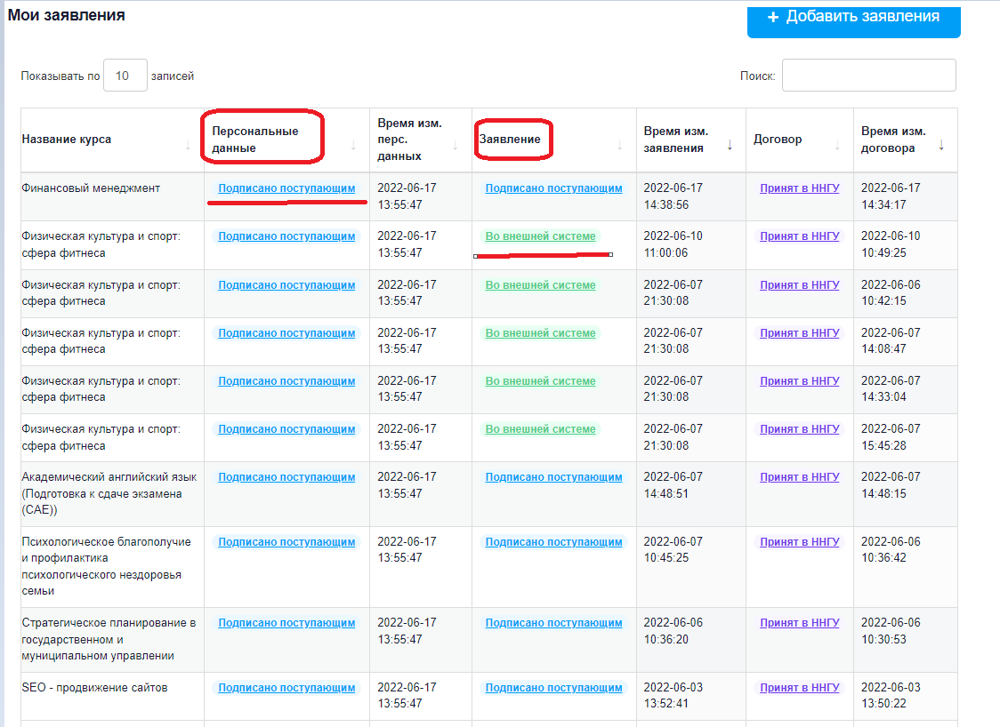 Мои заявления
+ Добавить заявления
Показывать по 10 записей
Поиск:
Название курса
Персональные
данные
Время изм.
перс.
данных
Заявление
Время изм.
заявления
Договор
Время изм.
договора
Финансовый менеджмент
Подписано поступающим
2022-06-17
13:55:47
Подписано поступающим
2022-06-17
14:38:56
Принят в ННГУ
2022-06-17
14:34:17
Физическая культура и спорт:
сфера фитнеса
Подписано поступающим
2022-06-17
13:55:47
Во внешней системе
2022-06-10
11:00:06
Принят в ННГУ
2022-06-10
10:49:25
Физическая культура и спорт:
сфера фитнеса
Подписано поступающим
2022-06-17
13:55:47
Во внешней системе
2022-06-07
21:30:08
Принят в ННГУ
2022-06-06
10:42:15
Физическая культура и спорт:
сфера фитнеса
Подписано поступающим
2022-06-17
13:55:47
Во внешней системе
2022-06-07
21:30:08
Принят в ННГУ
2022-06-07
14:08:47
Физическая культура и спорт:
сфера фитнеса
Подписано поступающим
2022-06-17
13:55:47
Во внешней системе
2022-06-07
21:30:08
Принят в ННГУ
2022-06-07
14:33:04
Физическая культура и спорт:
сфера фитнеса
Подписано поступающим
2022-06-17
13:55:47
Во внешней системе
2022-06-07
21:30:08
Принят в ННГУ
2022-06-07
15:45:28
Академический английский язык
(Подготовка к сдаче экзамена
(CAE))
Подписано поступающим
2022-06-17
13:55:47
Подписано поступающим
2022-06-07
14:48:51
Принят в ННГУ
2022-06-07
14:48:15
Психологическое благополучие
и профилактика
психологического нездоровья
семьи
Подписано поступающим
2022-06-17
13:55:47
Подписано поступающим
2022-06-07
10:45:25
Принят в ННГУ
2022-06-06
10:36:42
Стратегическое планирование в
государственном и
муниципальном управлении
Подписано поступающим
2022-06-17
13:55:47
Подписано поступающим
2022-06-06
10:36:20
Принят в ННГУ
2022-06-06
10:30:53
SEO - продвижение сайтов
Подписано поступающим
2022-06-17
13:55:47
Подписано поступающим
2022-06-03
13:52:41
Принят в ННГУ
2022-06-03
13:50:22